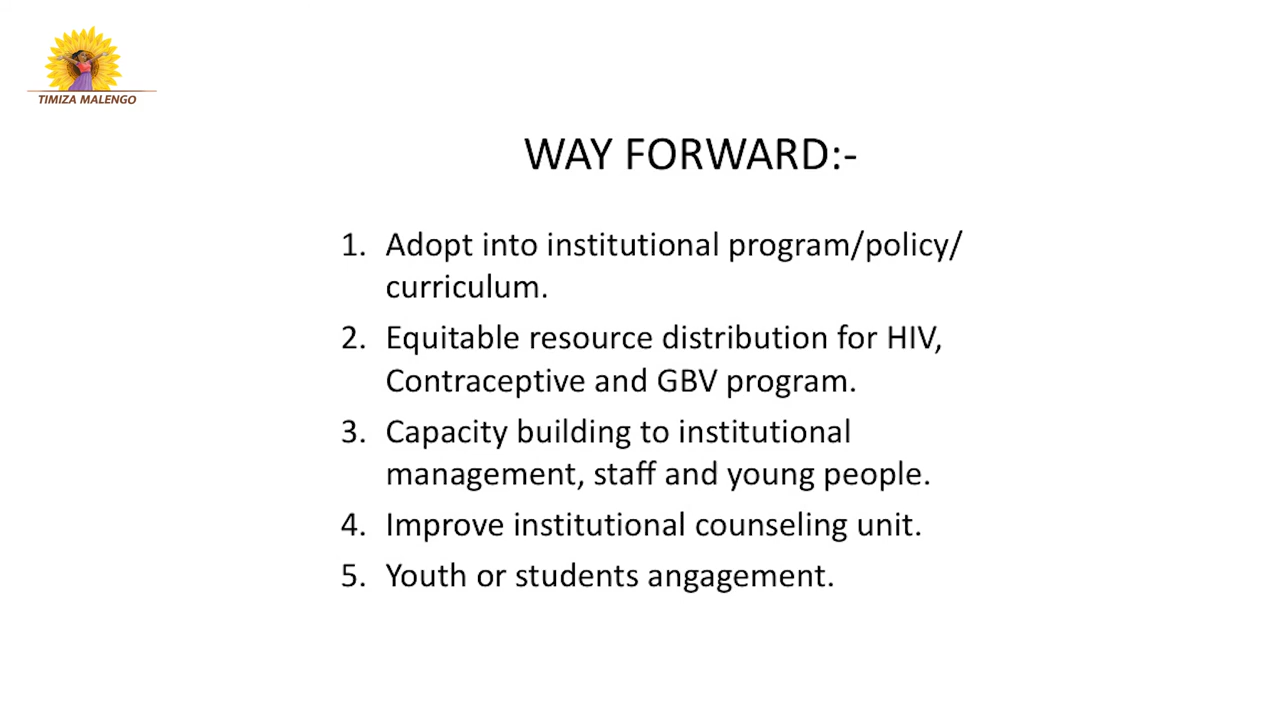 TIMIZA MALENGO
WAY FORWARD:-
1. Adopt into institutional program/policy/
curriculum.
2. Equitable resource distribution for HIV,
Contraceptive and GBV program.
3. Capacity building to institutional
management, staff and young people.
4. Improve institutional counseling unit.
5. Youth or students angagement.